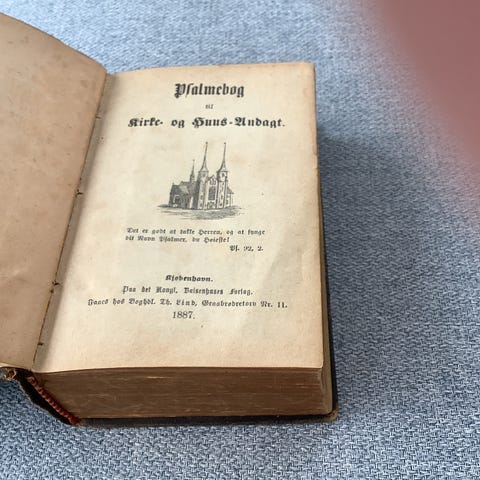 Psalmebog
til
Kirke- og Huus-Andagt.
Det er godt at takke Herren, og at synge
dit Navn Psalmer, du Høieste!
Ps. 92, 2.
Kjøbenhavn.
Paa det Kongl. Vaisenhuses Forlag.
Faaes hos Boghdl. Th. Lind, Graabrødretorv Nr. 11.
1887.